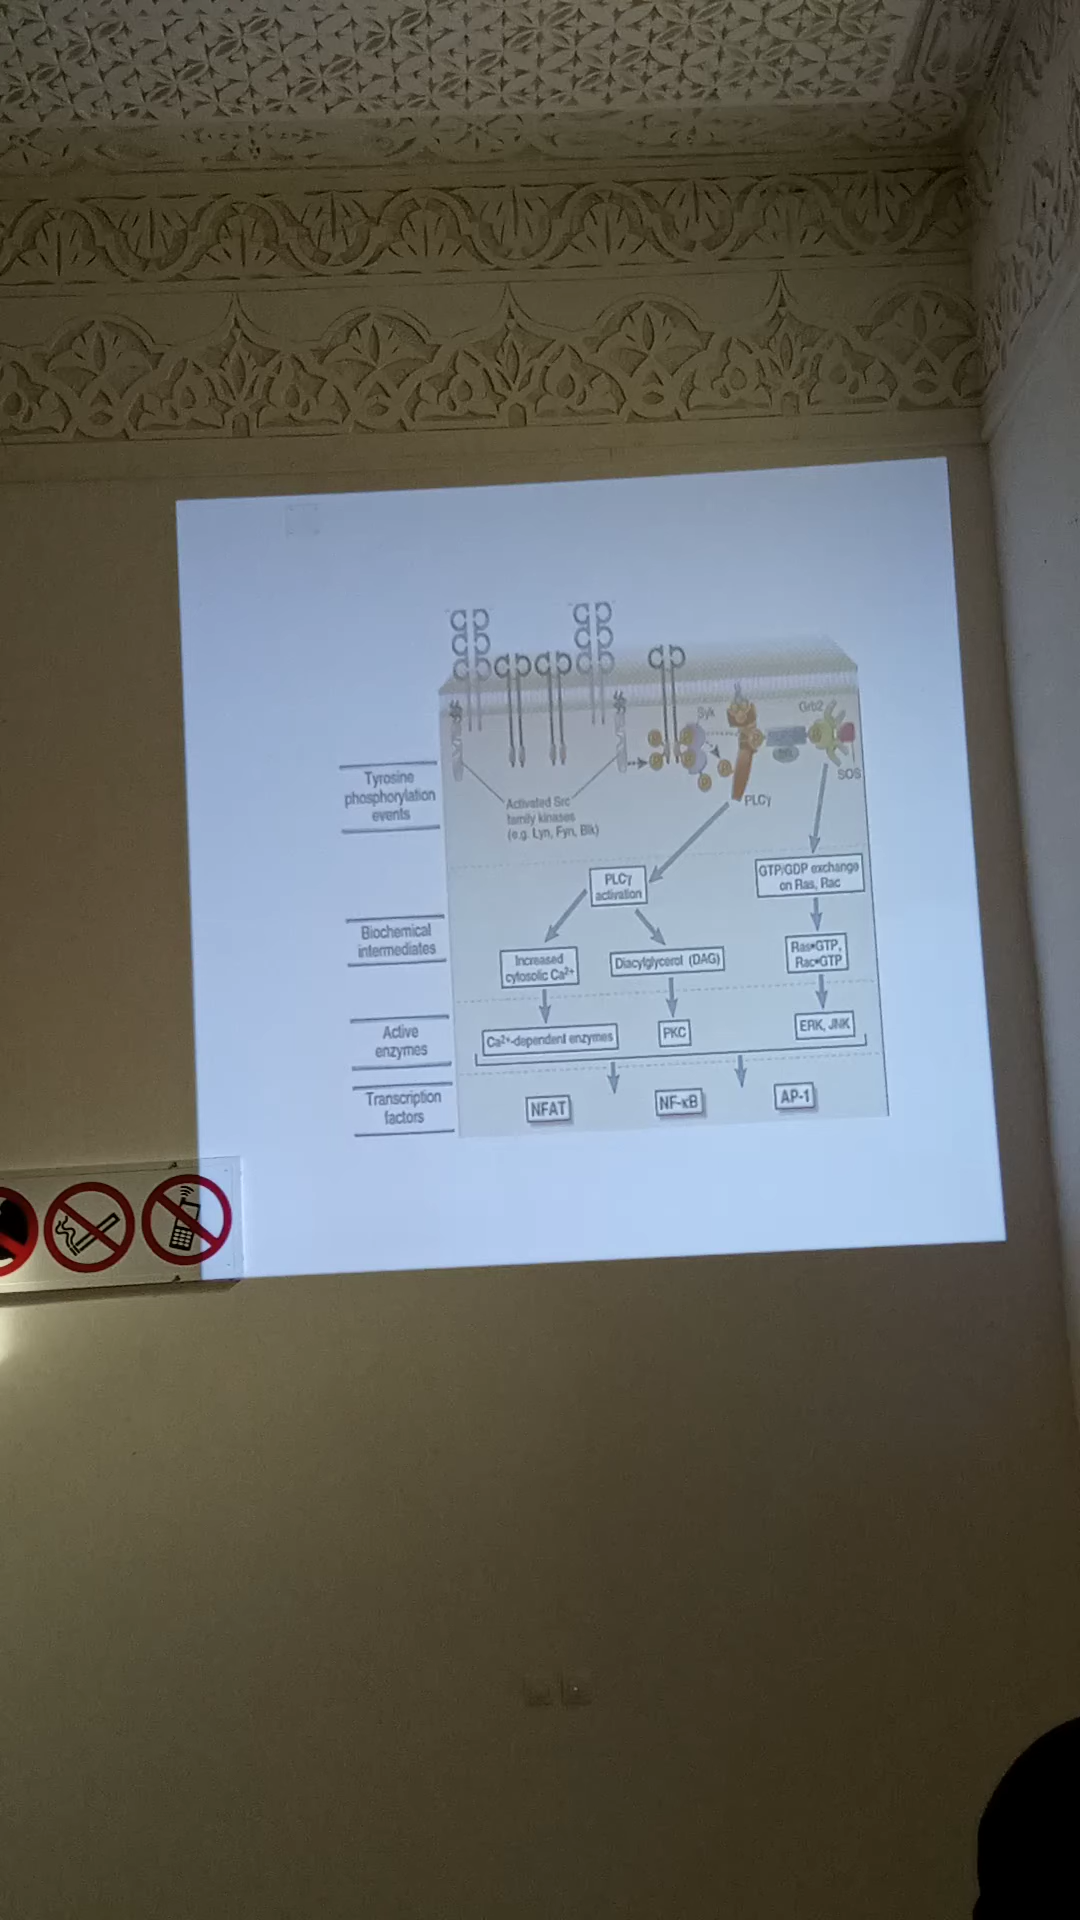 Syk
Grb2
SOS
PLCγ
Tyrosine
phosphorylation
events
Activated Src
family kinases
(e.g. Lyn, Fyn, Blk)
PLCγ
activation
GTP/GDP exchange
on Ras, Rac
Biochemical
intermediates
Increased
cytosolic Ca²⁺
Diacylglycerol (DAG)
Ras•GTP,
Rac•GTP
Active
enzymes
Ca²⁺-dependent enzymes
PKC
ERK, JNK
Transcription
factors
NFAT
NF-κB
AP-1